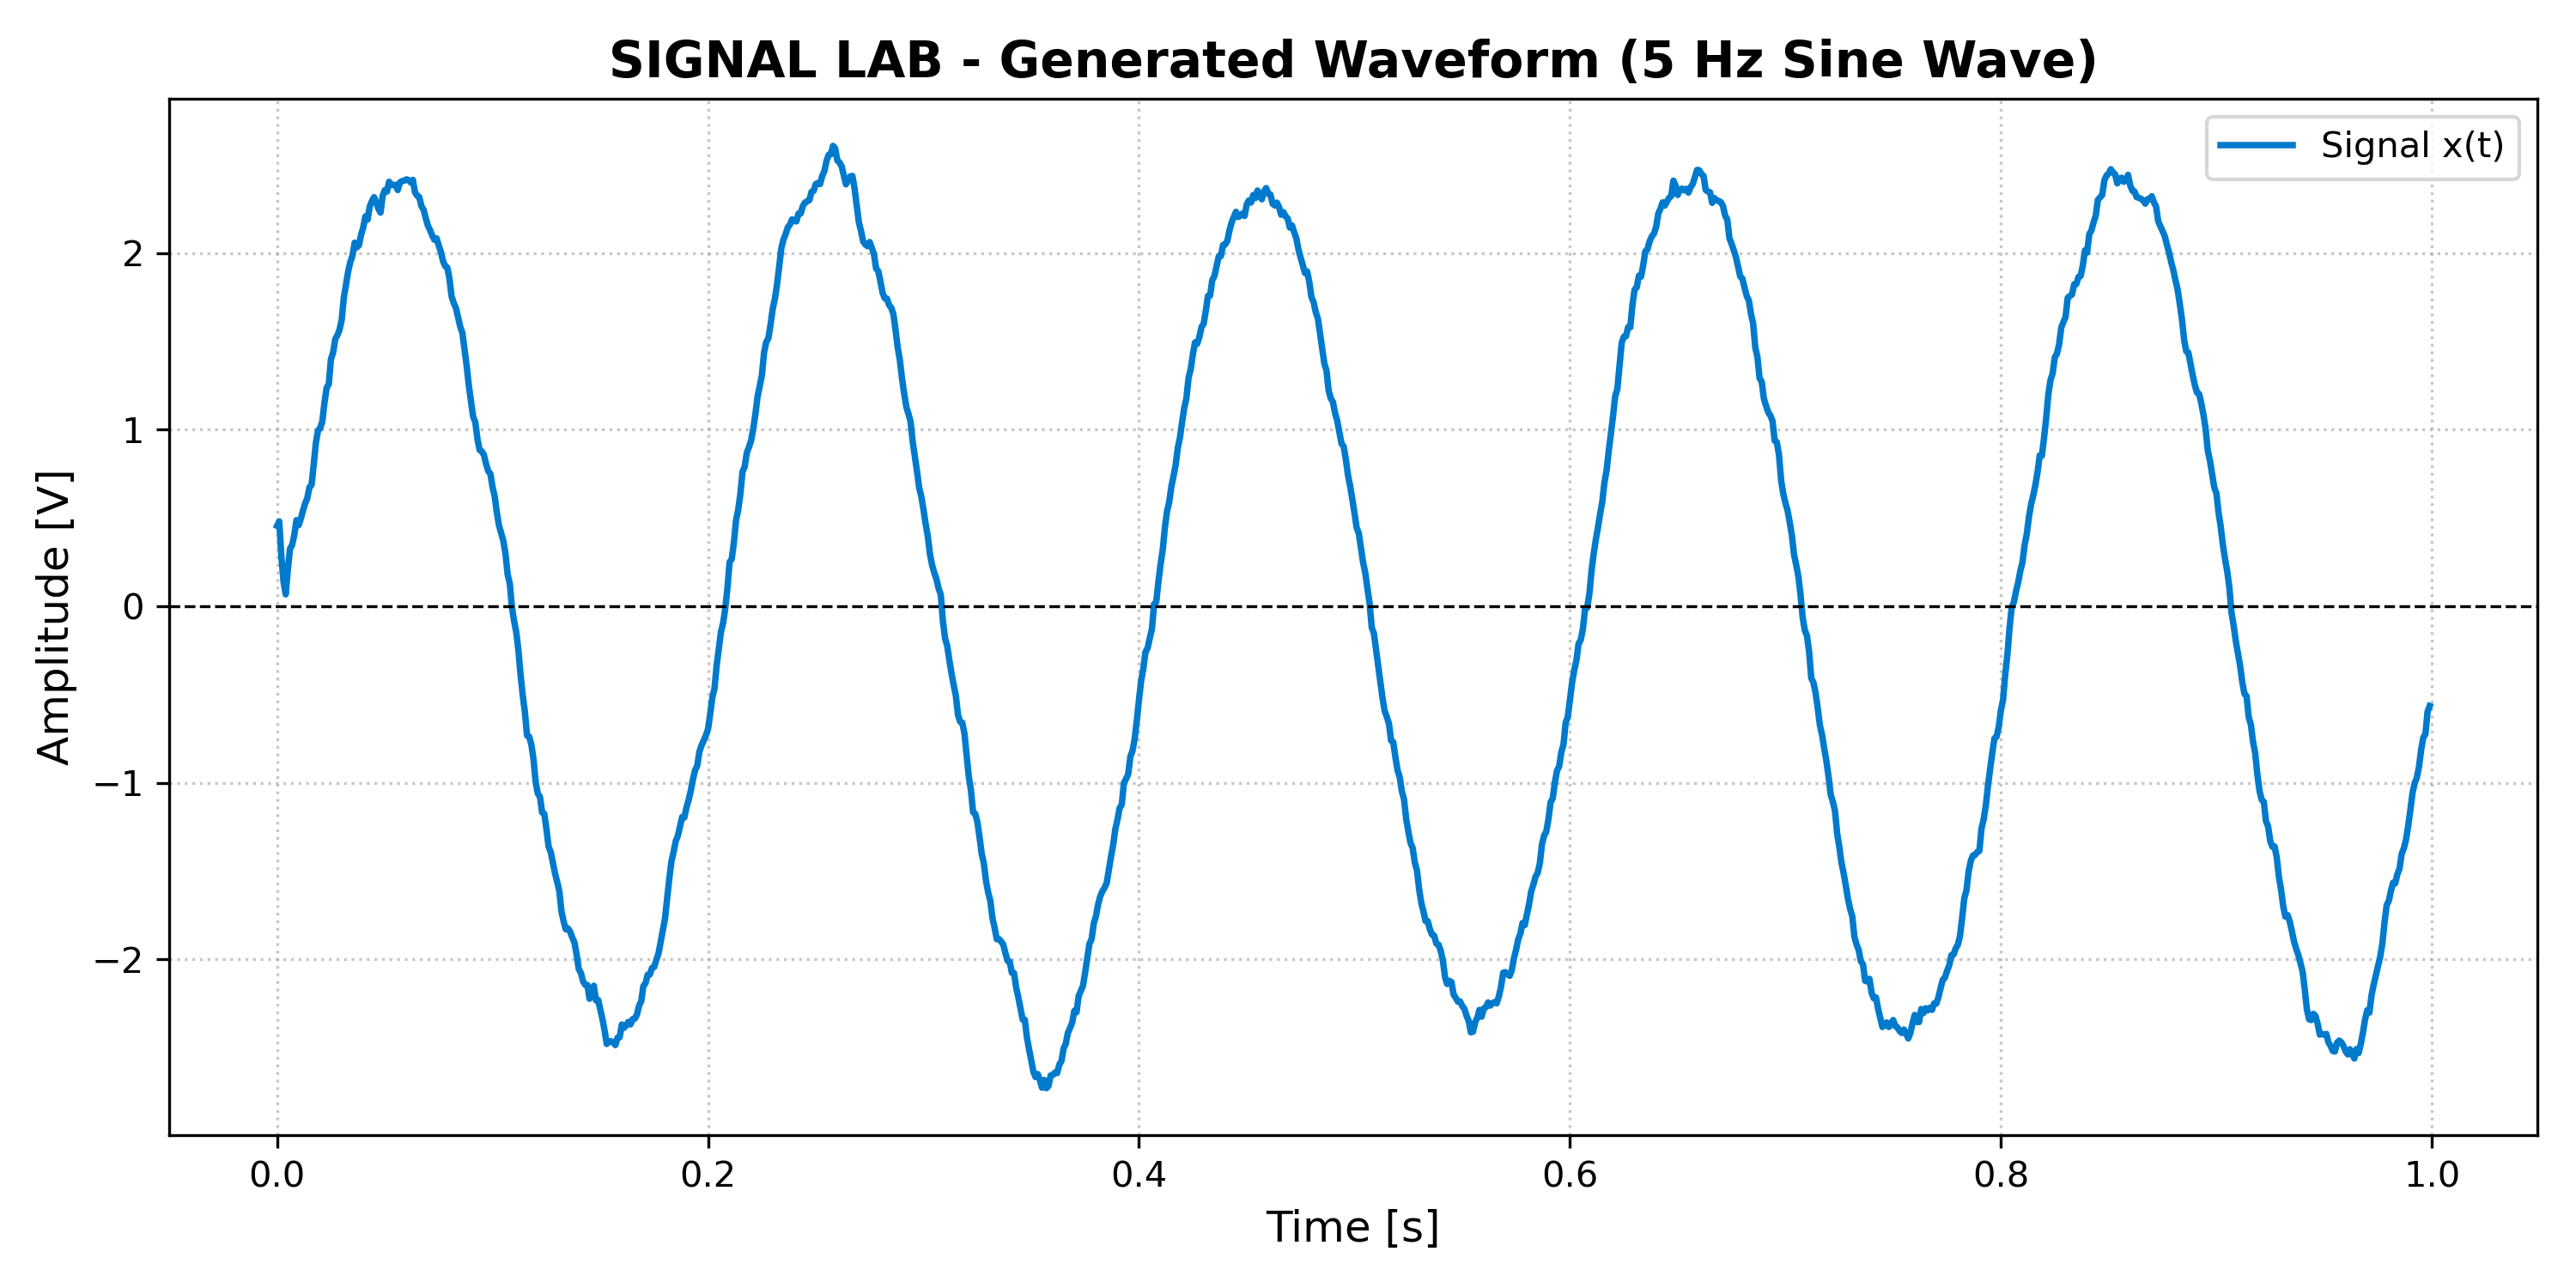 SIGNAL LAB - Generated Waveform (5 Hz Sine Wave)
Signal x(t)
Amplitude [V]
2
1
0
−1
−2
0.0 0.2 0.4 0.6 0.8 1.0
Time [s]